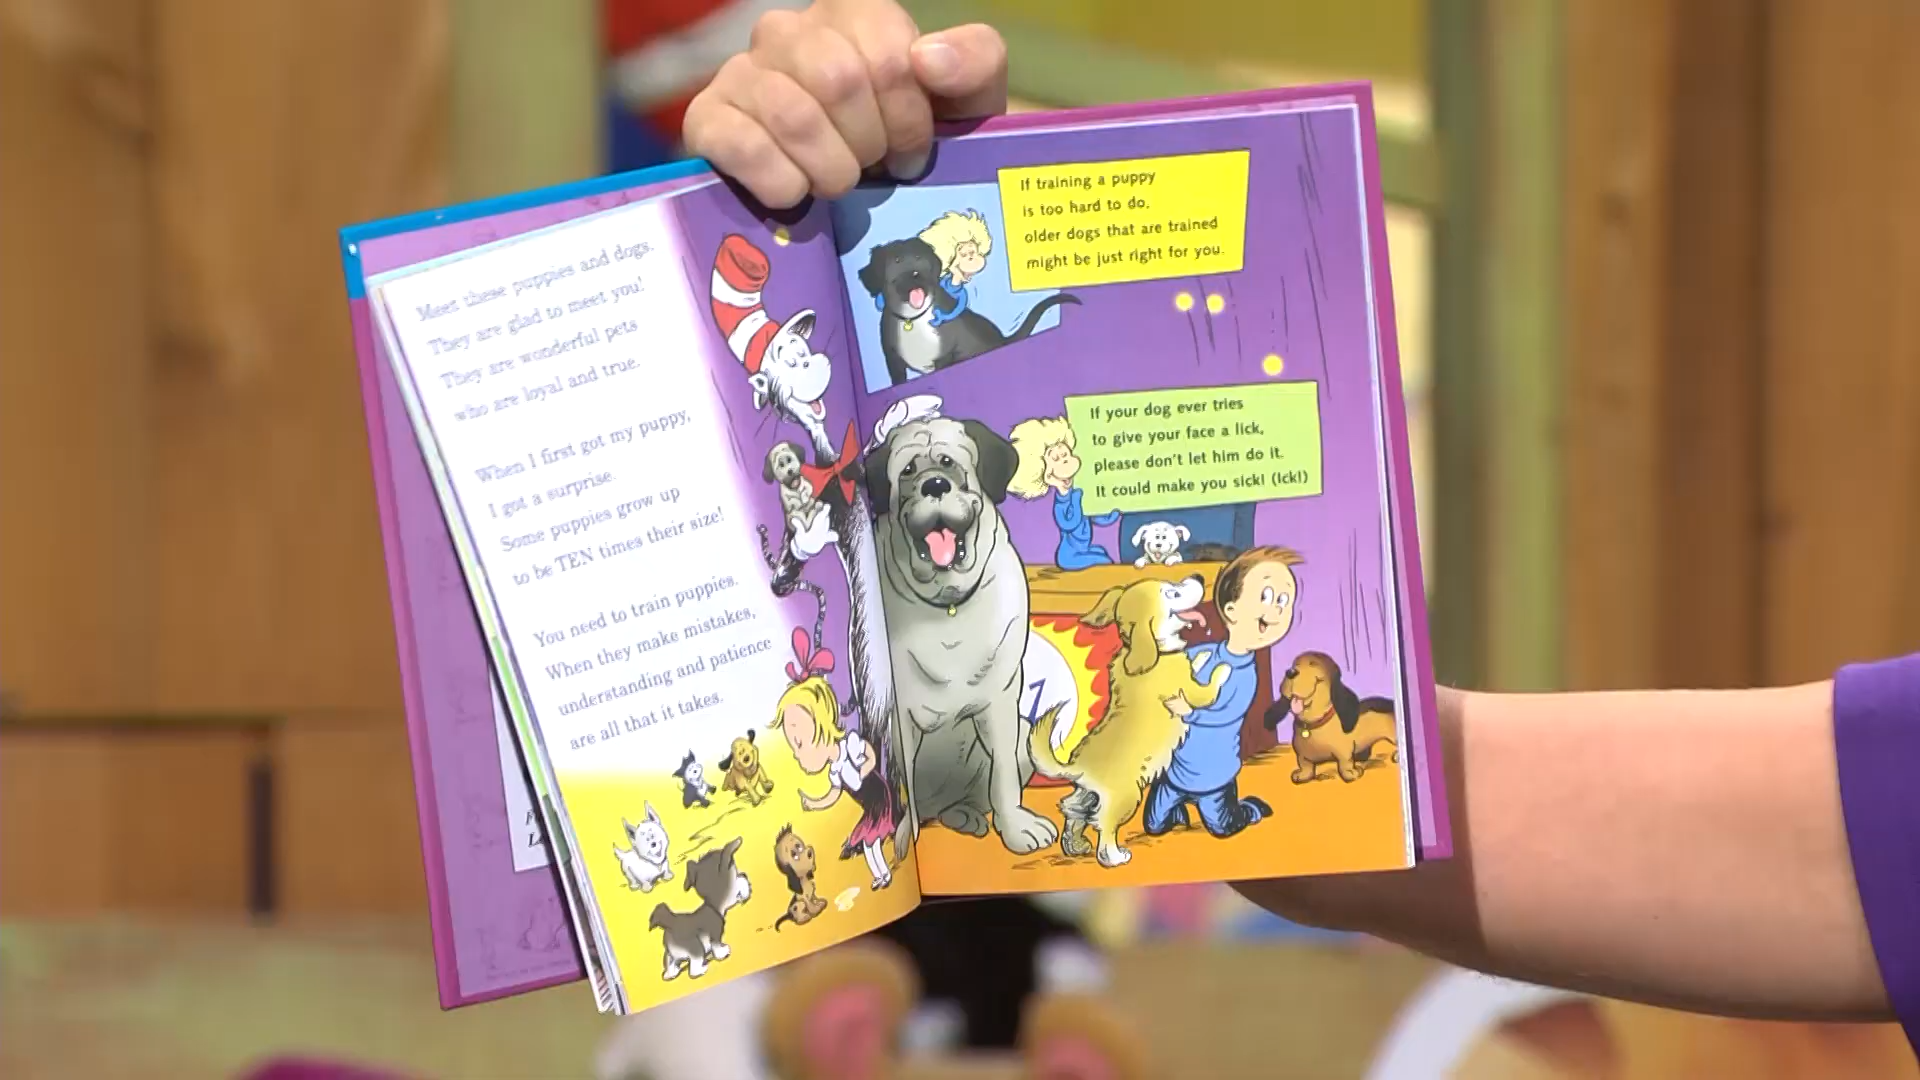 Meet these puppies and dogs.
They are glad to meet you!
They are wonderful pets
who are loyal and true.
When I first got my puppy,
I got a surprise.
Some puppies grow up
to be TEN times their size!
You need to train puppies.
When they make mistakes,
understanding and patience
are all that it takes.
If training a puppy
is too hard to do,
older dogs that are trained
might be just right for you.
If your dog ever tries
to give your face a lick,
please don't let him do it.
It could make you sick! (Ick!)